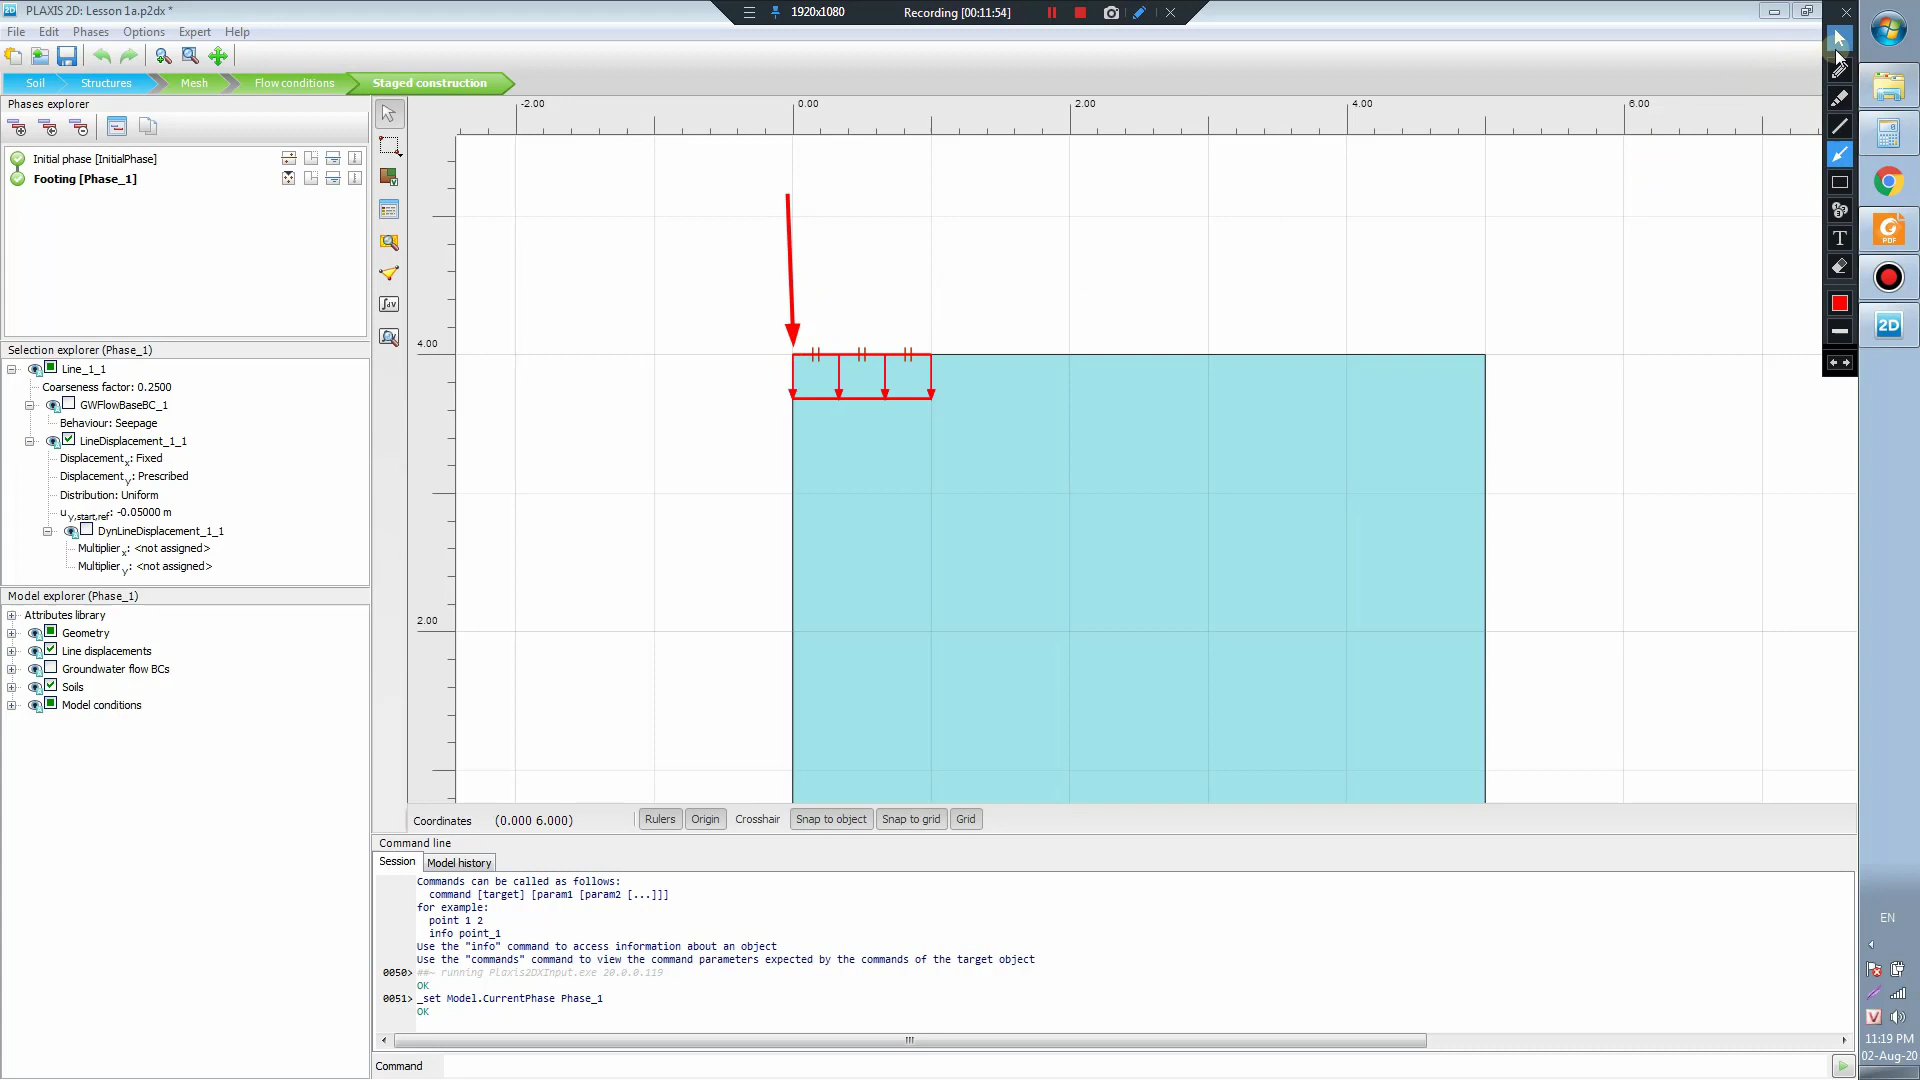 PLAXIS 2D: Lesson 1a.p2dx *
1920x1080
Recording [00:11:54]
File Edit Phases Options Expert Help
Soil Structures Mesh Flow conditions Staged construction
Phases explorer
Initial phase [InitialPhase]
Footing [Phase_1]
Selection explorer (Phase_1)
Line_1_1
Coarseness factor: 0.2500
GWFlowBaseBC_1
Behaviour: Seepage
LineDisplacement_1_1
Displacement x: Fixed
Displacement y: Prescribed
Distribution: Uniform
u y,start,ref: -0.05000 m
DynLineDisplacement_1_1
Multiplier x: <not assigned>
Multiplier y: <not assigned>
Model explorer (Phase_1)
Attributes library
Geometry
Line displacements
Groundwater flow BCs
Soils
Model conditions
-2.00 0.00 2.00 4.00 6.00
4.00
2.00
Coordinates (0.000 6.000)
Rulers Origin Crosshair Snap to object Snap to grid Grid
Command line
Session Model history
Commands can be called as follows:
command [target] [param1 [param2 [...]]]
for example:
point 1 2
info point_1
Use the "info" command to access information about an object
Use the "commands" command to view the command parameters expected by the commands of the target object
0050> ##~ running Plaxis2DXInput.exe 20.0.0.119
OK
0051> _set Model.CurrentPhase Phase_1
OK
Command
T
PDF
2D
EN
11:19 PM
02-Aug-20